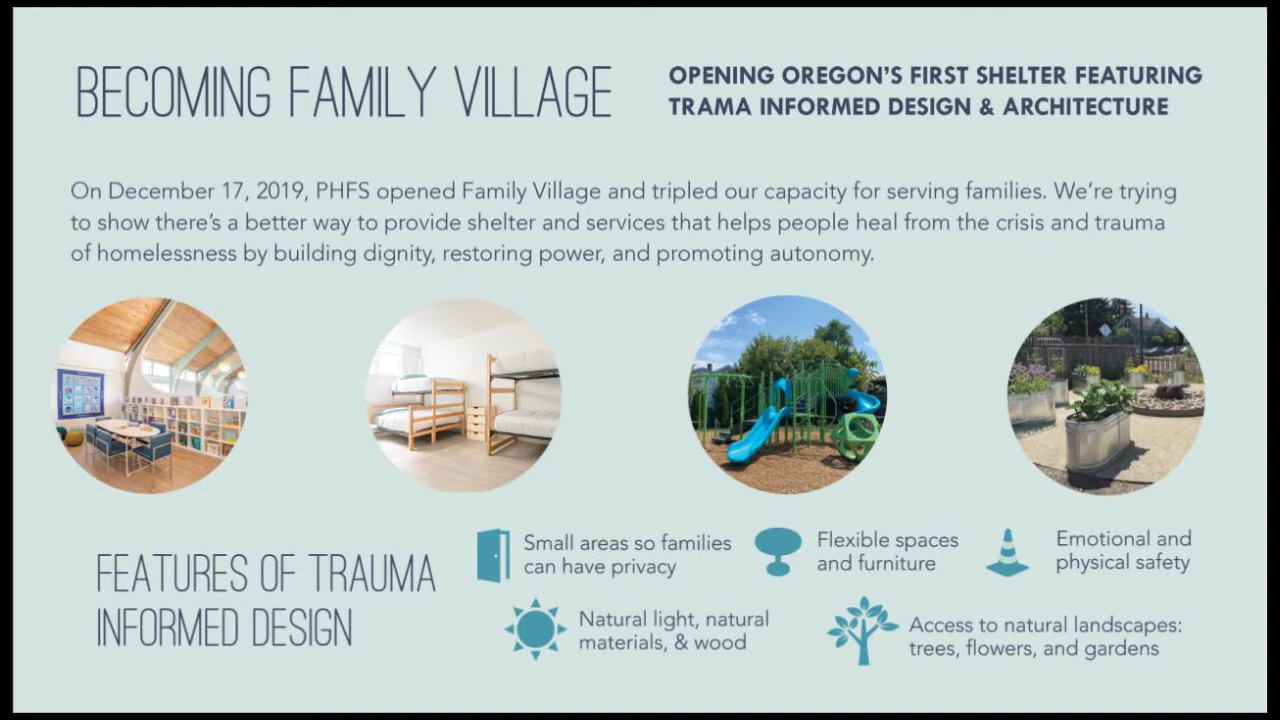 BECOMING FAMILY VILLAGE
OPENING OREGON'S FIRST SHELTER FEATURING
TRAMA INFORMED DESIGN & ARCHITECTURE
On December 17, 2019, PHFS opened Family Village and tripled our capacity for serving families. We're trying
to show there's a better way to provide shelter and services that helps people heal from the crisis and trauma
of homelessness by building dignity, restoring power, and promoting autonomy.
FEATURES OF TRAUMA
INFORMED DESIGN
Small areas so families
can have privacy
Flexible spaces
and furniture
Emotional and
physical safety
Natural light, natural
materials, & wood
Access to natural landscapes:
trees, flowers, and gardens